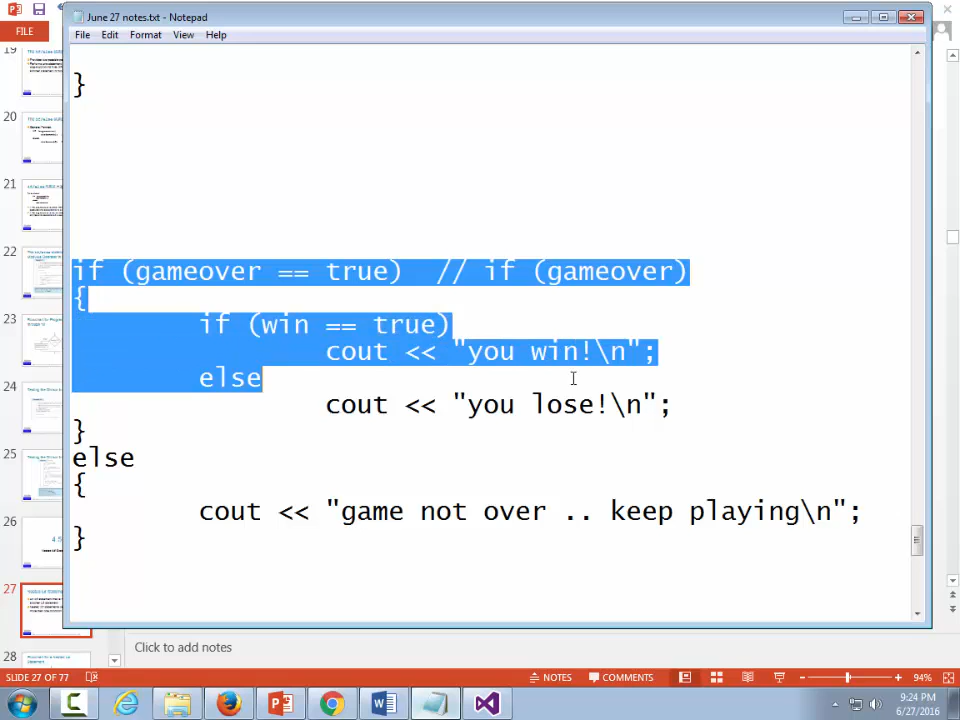 June 27 notes.txt - Notepad
FILE
File Edit Format View Help
}
if (gameover == true) // if (gameover)
{
if (win == true)
cout << "you win!\n";
else
cout << "you lose!\n";
}
else
{
cout << "game not over .. keep playing\n";
}
19
20
21
22
23
24
25
26
27
28
Click to add notes
SLIDE 27 OF 77
NOTES
COMMENTS
94%
9:24 PM
6/27/2016